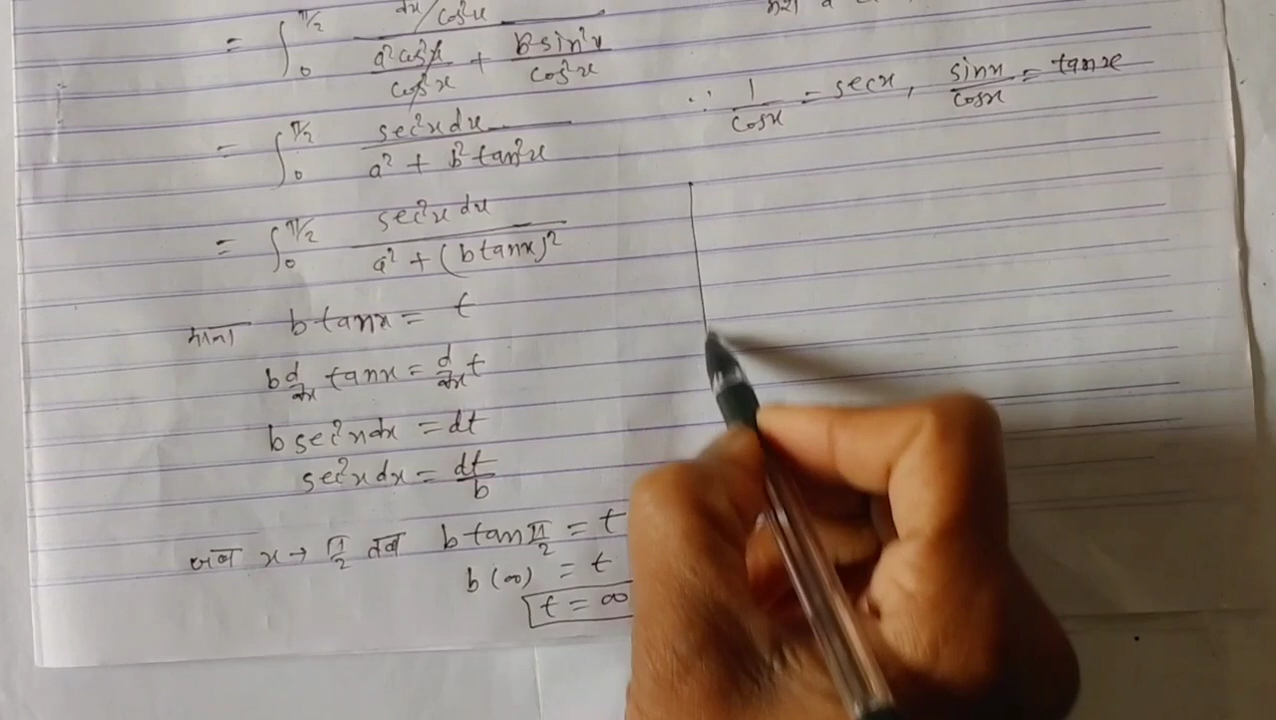 = ∫₀^π/2 dx/cos²x / (a²cos²x/cos²x + b²sin²x/cos²x)
∵ 1/cosx = secx, sinx/cosx = tanx
= ∫₀^π/2 sec²x dx / (a² + b²tan²x)
= ∫₀^π/2 sec²x dx / (a² + (b tanx)²)
माना b tanx = t
b d/dx tanx = d/dx t
b sec²x dx = dt
sec²x dx = dt/b
जब x → π/2 तब b tan π/2 = t
b (∞) = t
t = ∞